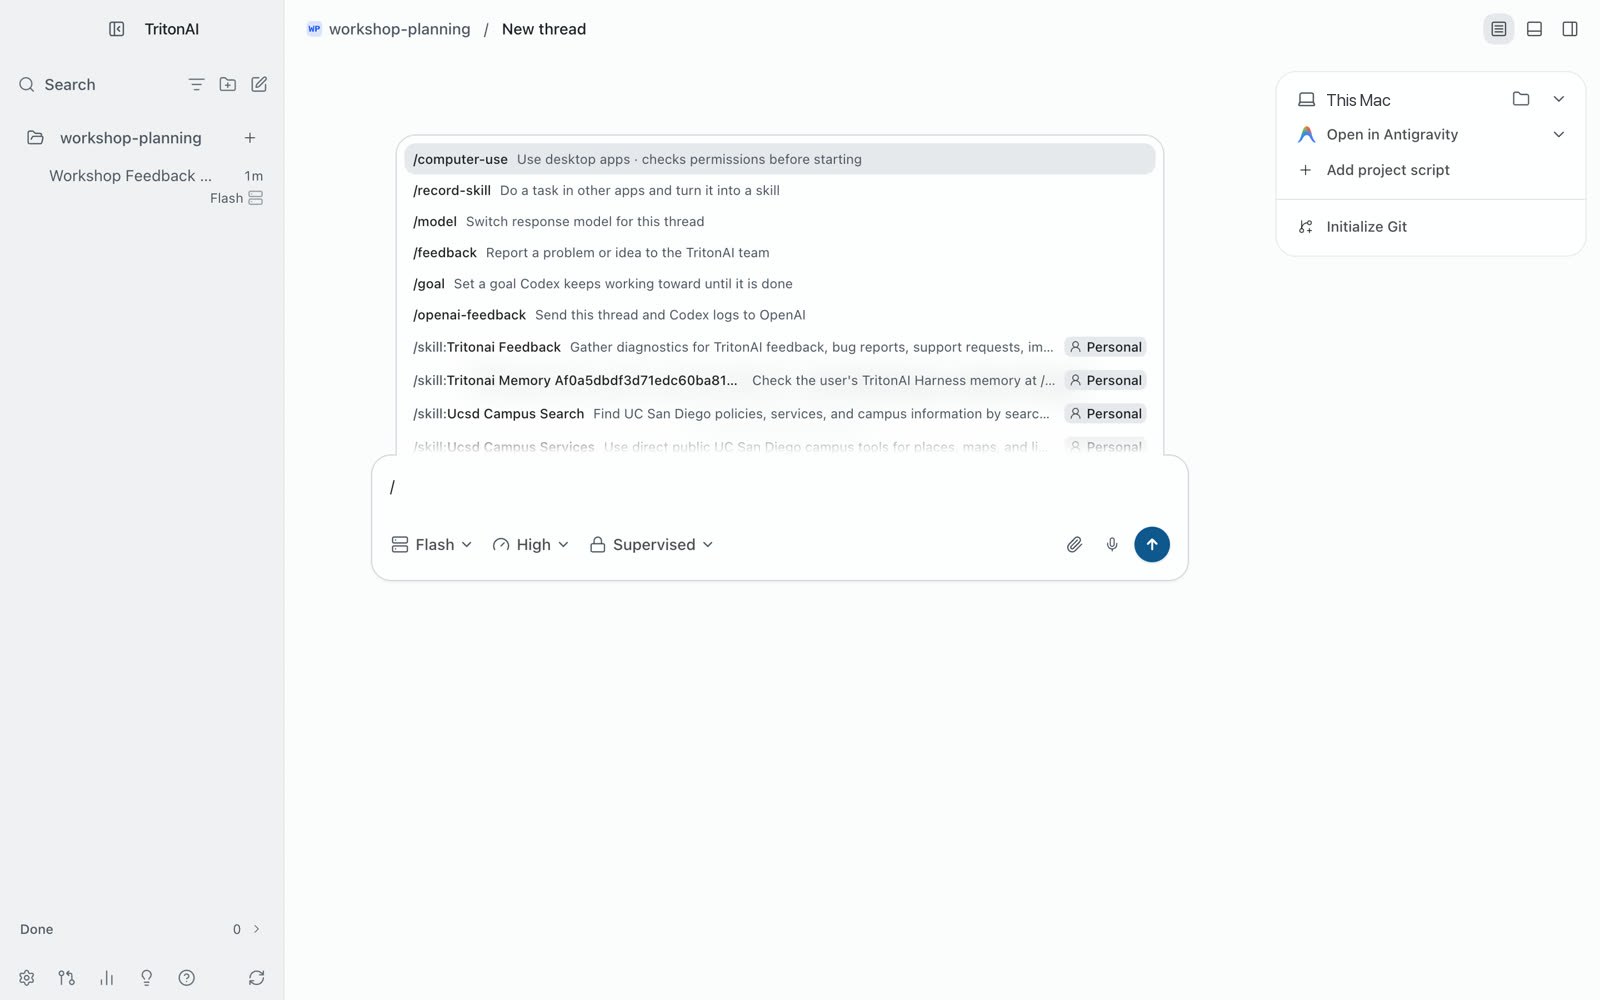 TritonAI
Search
workshop-planning
Workshop Feedback ... 1m
Flash
Done 0
WP workshop-planning / New thread
/computer-use Use desktop apps · checks permissions before starting
/record-skill Do a task in other apps and turn it into a skill
/model Switch response model for this thread
/feedback Report a problem or idea to the TritonAI team
/goal Set a goal Codex keeps working toward until it is done
/openai-feedback Send this thread and Codex logs to OpenAI
/skill:Tritonai Feedback Gather diagnostics for TritonAI feedback, bug reports, support requests, im... Personal
/skill:Tritonai Memory Af0a5dbdf3d71edc60ba81... Check the user's TritonAI Harness memory at /... Personal
/skill:Ucsd Campus Search Find UC San Diego policies, services, and campus information by searc... Personal
/skill:Ucsd Campus Services Use direct public UC San Diego campus tools for places, maps, and li... Personal
/
Flash High Supervised
This Mac
Open in Antigravity
Add project script
Initialize Git